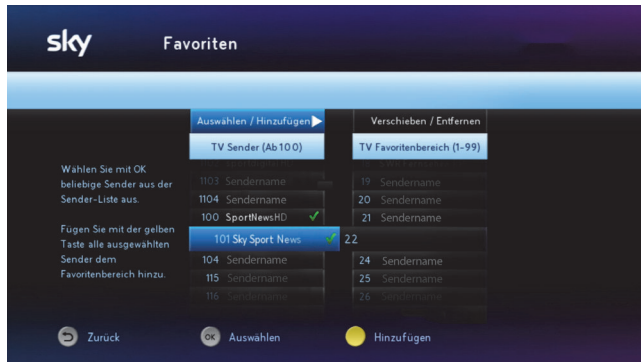 sky Favoriten
Auswählen / Hinzufügen
Verschieben / Entfernen
TV Sender (Ab 100)
TV Favoritenbereich (1-99)
Wählen Sie mit OK
beliebige Sender aus der
Sender-Liste aus.
Fügen Sie mit der gelben
Taste alle ausgewählten
Sender dem
Favoritenbereich hinzu.
1103 Sendername
1104 Sendername
100 SportNewsHD
101 Sky Sport News
104 Sendername
115 Sendername
116 Sendername
19 Sendername
20 Sendername
21 Sendername
22
24 Sendername
25 Sendername
26 Sendername
Zurück
OK Auswählen
Hinzufügen